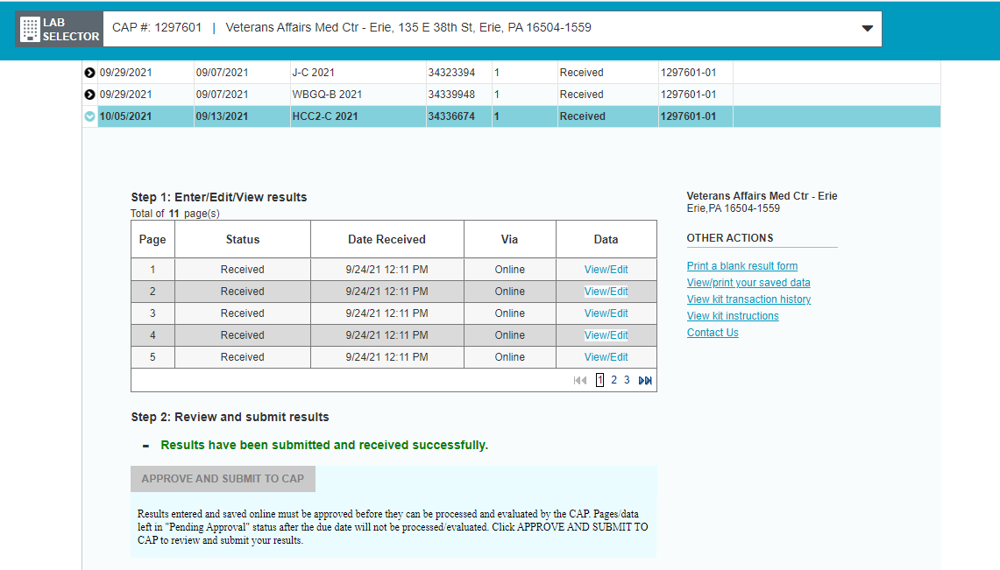 LAB SELECTOR
CAP #: 1297601 | Veterans Affairs Med Ctr - Erie, 135 E 38th St, Erie, PA 16504-1559
09/29/2021 09/07/2021 J-C 2021 34323394 1 Received 1297601-01
09/29/2021 09/07/2021 WBGQ-B 2021 34339948 1 Received 1297601-01
10/05/2021 09/13/2021 HCC2-C 2021 34336674 1 Received 1297601-01
Step 1: Enter/Edit/View results
Total of 11 page(s)
Page Status Date Received Via Data
1 Received 9/24/21 12:11 PM Online View/Edit
2 Received 9/24/21 12:11 PM Online View/Edit
3 Received 9/24/21 12:11 PM Online View/Edit
4 Received 9/24/21 12:11 PM Online View/Edit
5 Received 9/24/21 12:11 PM Online View/Edit
1 2 3
Veterans Affairs Med Ctr - Erie
Erie,PA 16504-1559
OTHER ACTIONS
Print a blank result form
View/print your saved data
View kit transaction history
View kit instructions
Contact Us
Step 2: Review and submit results
- Results have been submitted and received successfully.
APPROVE AND SUBMIT TO CAP
Results entered and saved online must be approved before they can be processed and evaluated by the CAP. Pages/data
left in "Pending Approval" status after the due date will not be processed/evaluated. Click APPROVE AND SUBMIT TO
CAP to review and submit your results.